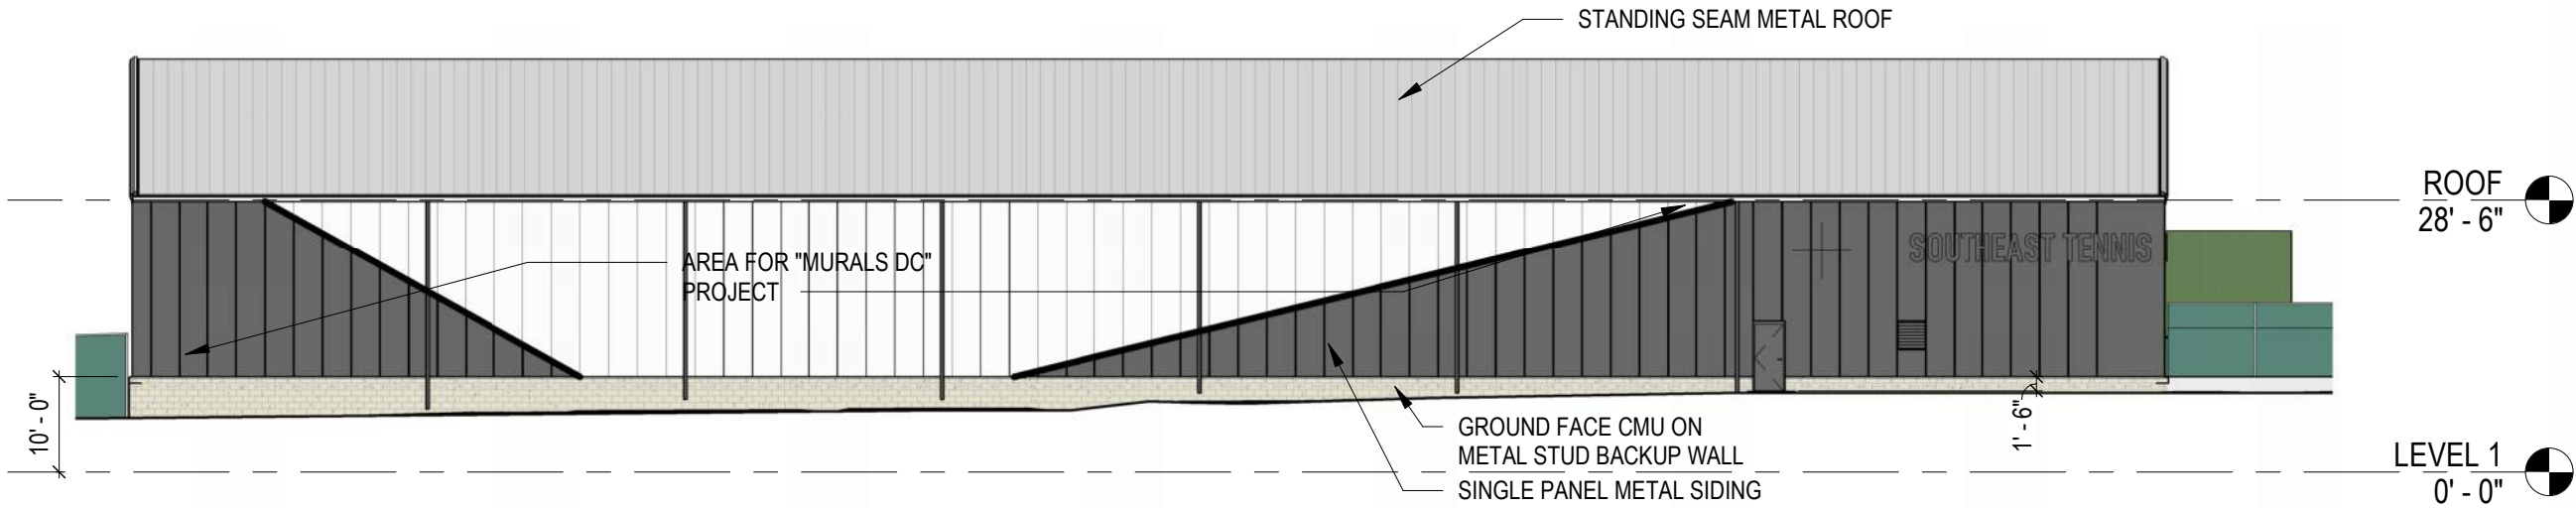 STANDING SEAM METAL ROOF
ROOF
28' - 6"
SOUTHEAST TENNIS
AREA FOR "MURALS DC"
PROJECT
10' - 0"
1' - 6"
GROUND FACE CMU ON
METAL STUD BACKUP WALL
SINGLE PANEL METAL SIDING
LEVEL 1
0' - 0"